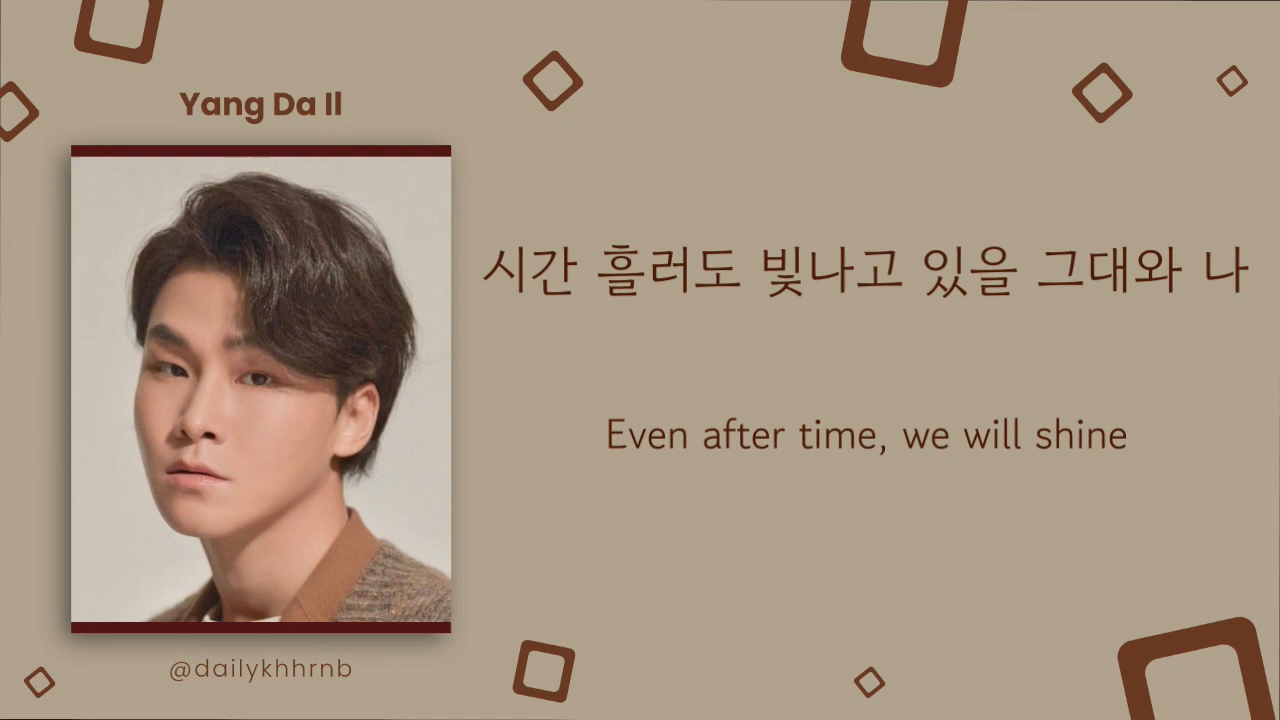 Yang Da Il
시간 흘러도 빛나고 있을 그대와 나
Even after time, we will shine
@dailykhhrnb